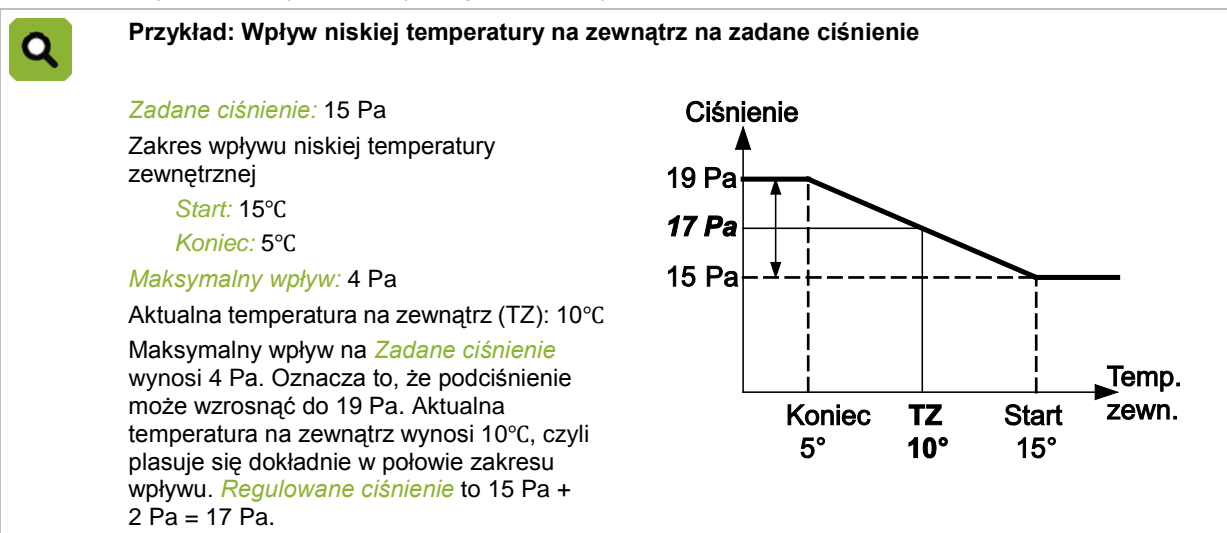 Przykład: Wpływ niskiej temperatury na zewnątrz na zadane ciśnienie
Zadane ciśnienie: 15 Pa
Zakres wpływu niskiej temperatury
zewnętrznej
Start: 15°C
Koniec: 5°C
Maksymalny wpływ: 4 Pa
Aktualna temperatura na zewnątrz (TZ): 10°C
Maksymalny wpływ na Zadane ciśnienie
wynosi 4 Pa. Oznacza to, że podciśnienie
może wzrosnąć do 19 Pa. Aktualna
temperatura na zewnątrz wynosi 10°C, czyli
plasuje się dokładnie w połowie zakresu
wpływu. Regulowane ciśnienie to 15 Pa +
2 Pa = 17 Pa.
Ciśnienie
19 Pa
17 Pa
15 Pa
Temp.
zewn.
Koniec TZ Start
5° 10° 15°